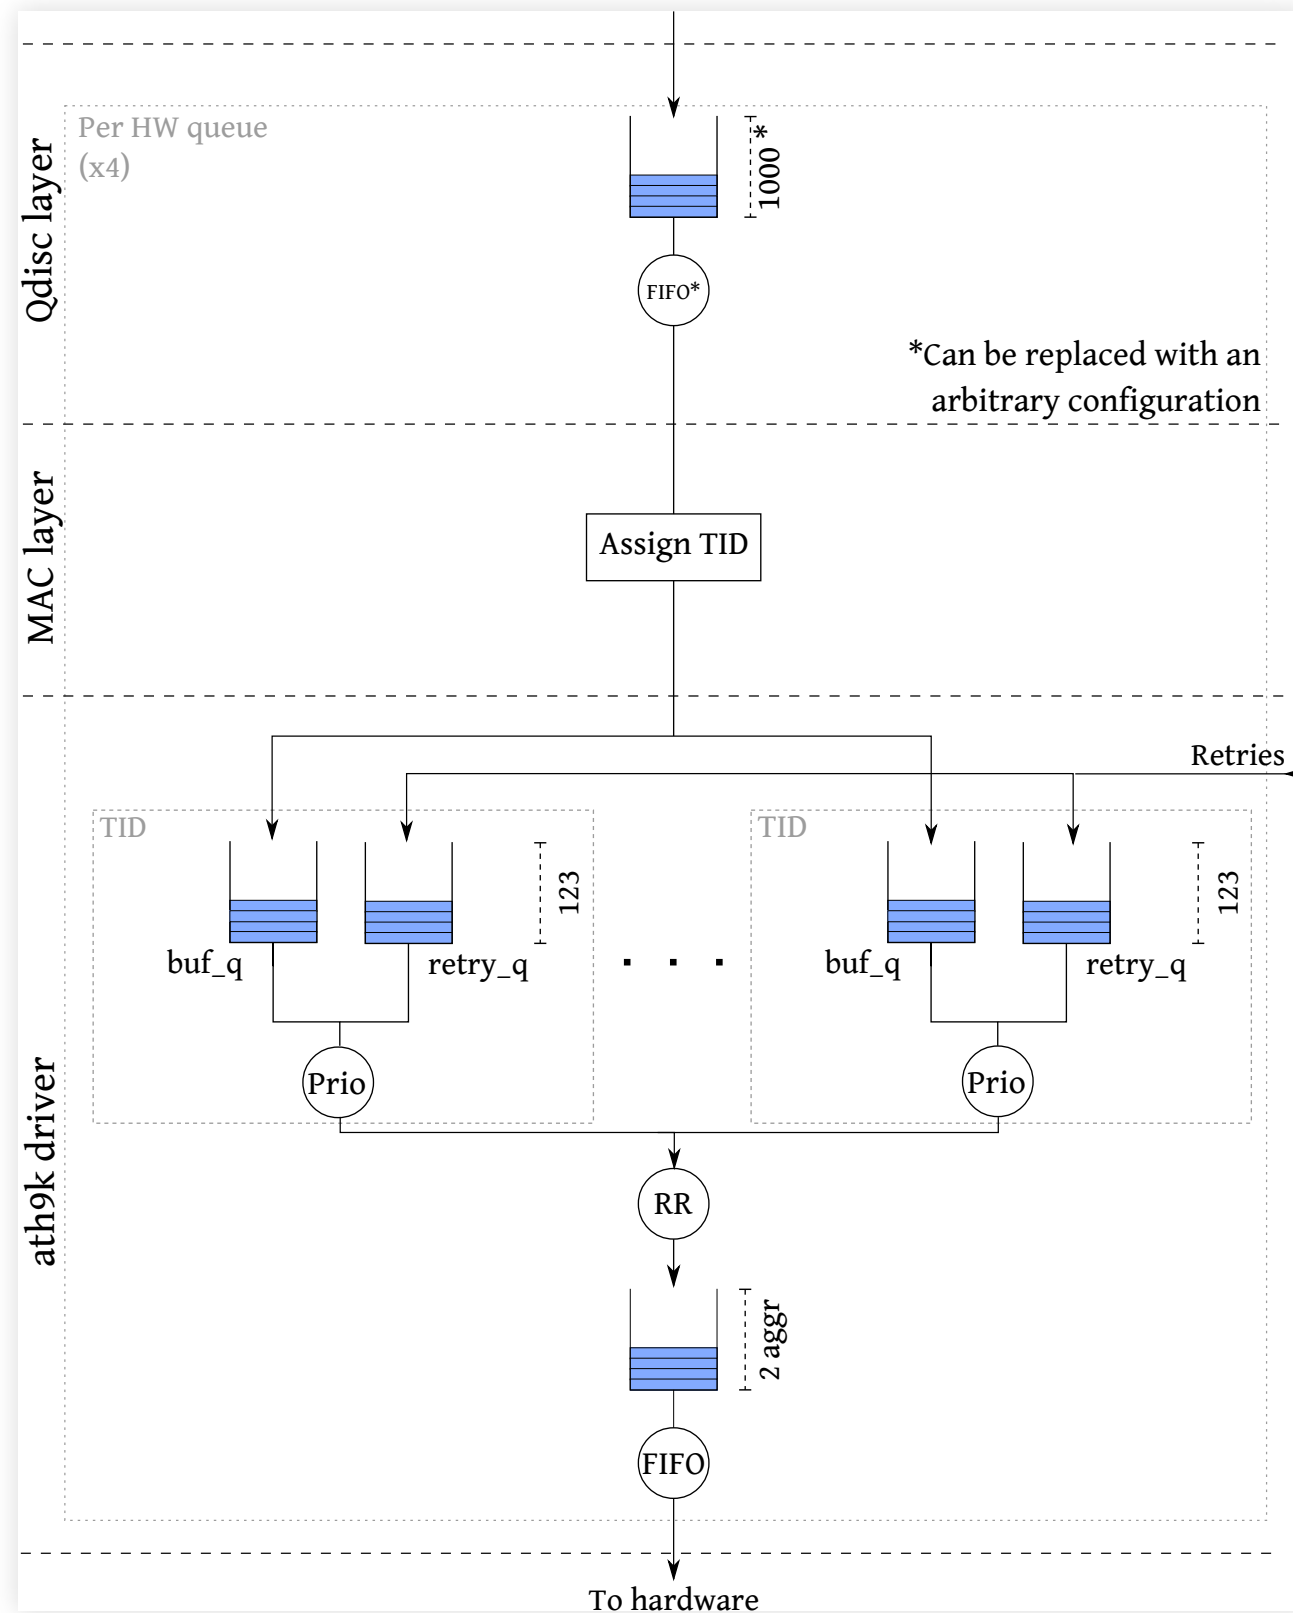 Per HW queue
(x4)
1000 *
Qdisc layer
FIFO*
*Can be replaced with an
arbitrary configuration
MAC layer
Assign TID
Retries
TID
TID
123
123
buf_q
retry_q
. . .
buf_q
retry_q
Prio
Prio
ath9k driver
RR
2 aggr
FIFO
To hardware